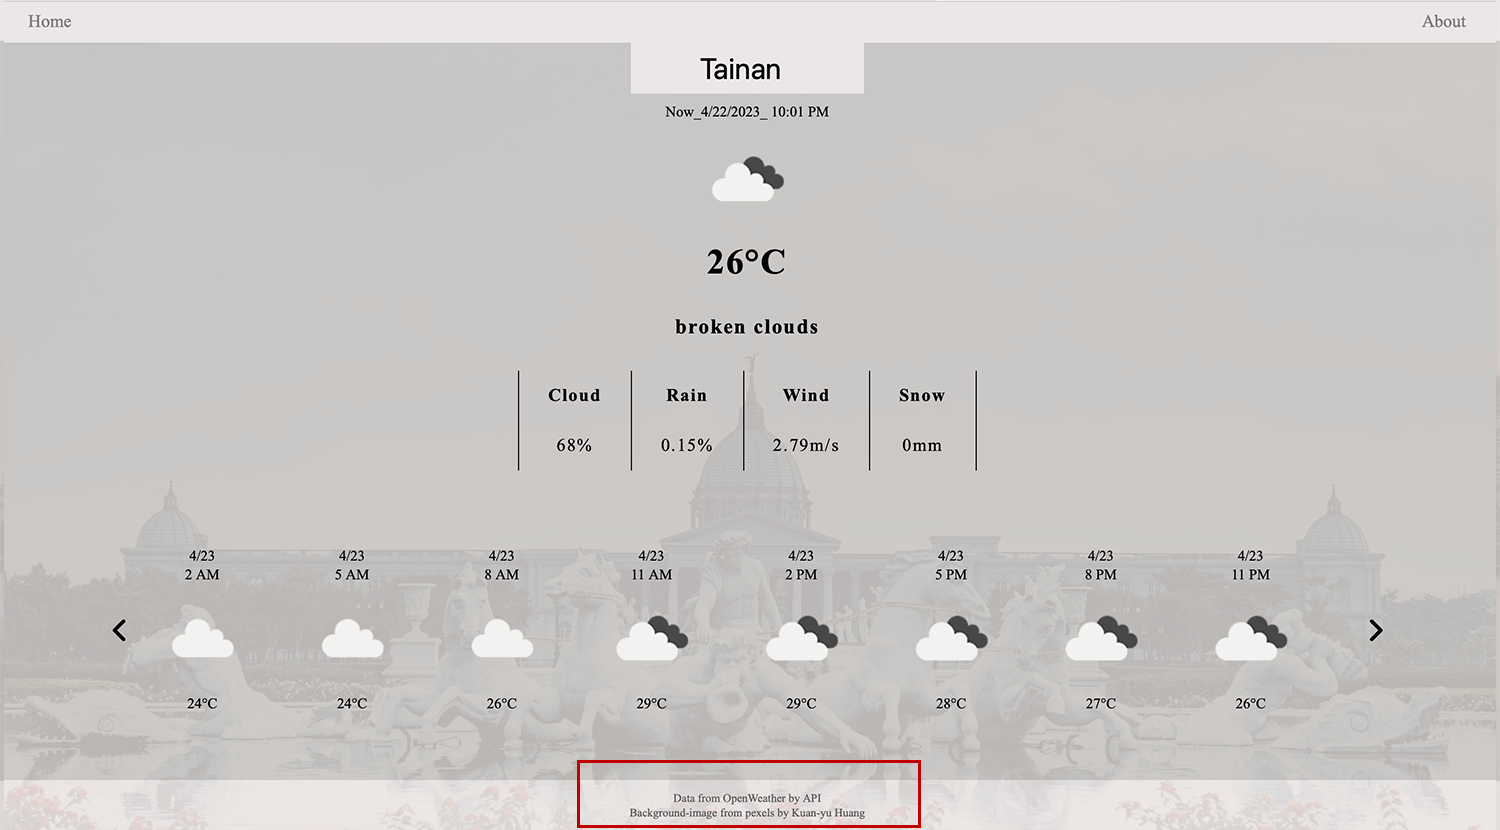 Home
About
Tainan
Now_4/22/2023_ 10:01 PM
26°C
broken clouds
Cloud Rain Wind Snow
68% 0.15% 2.79m/s 0mm
4/23 4/23 4/23 4/23 4/23 4/23 4/23 4/23
2 AM 5 AM 8 AM 11 AM 2 PM 5 PM 8 PM 11 PM
24°C 24°C 26°C 29°C 29°C 28°C 27°C 26°C
Data from OpenWeather by API
Background-image from pexels by Kuan-yu Huang